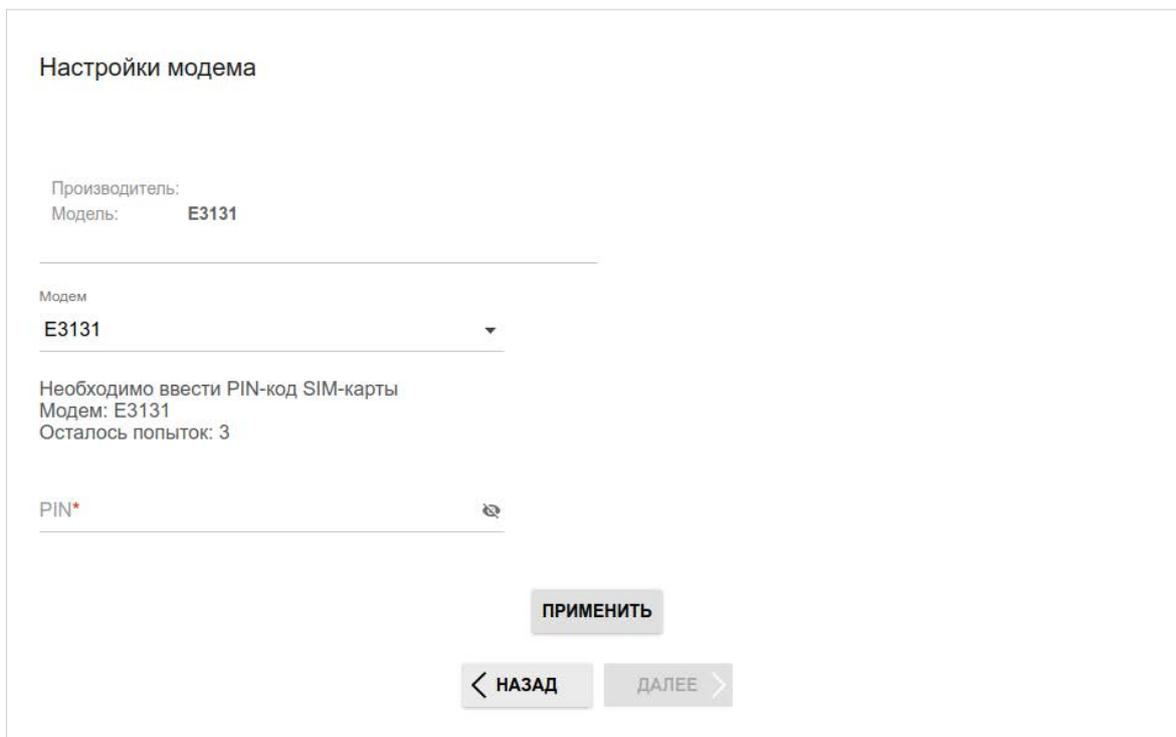 Настройки модема
Производитель:
Модель: E3131
Модем
E3131
Необходимо ввести PIN-код SIM-карты
Модем: E3131
Осталось попыток: 3
PIN*
ПРИМЕНИТЬ
НАЗАД ДАЛЕЕ